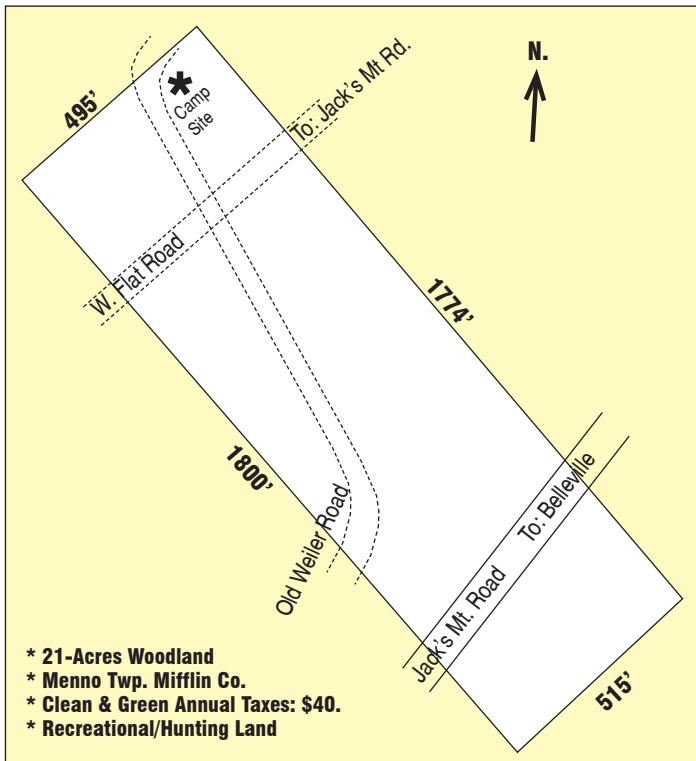 N.
To: Jack's Mt Rd.
495’
*
Camp
Site
W. Flat Road
1774’
1800’
To: Belleville
Old Weiler Road
Jack's Mt. Road
515’
* 21-Acres Woodland
* Menno Twp. Mifflin Co.
* Clean & Green Annual Taxes: $40.
* Recreational/Hunting Land